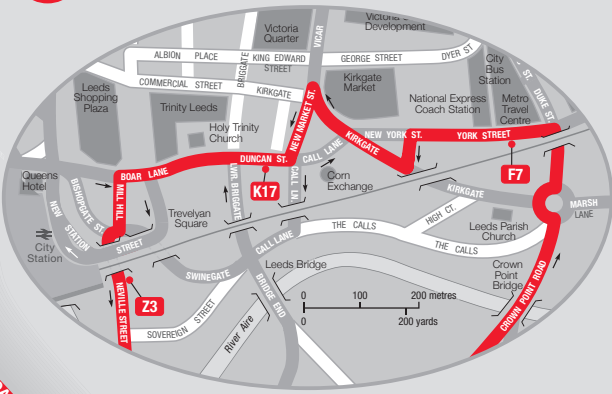 Victoria
Development
Victoria
Quarter
VICAR
ALBION PLACE
KING EDWARD
STREET
GEORGE STREET
DYER ST
City
Bus
Station
COMMERCIAL STREET
BRIGGATE
KIRKGATE
Leeds
Shopping
Plaza
Trinity Leeds
Kirkgate
Market
National Express
Coach Station
Metro
Travel
Centre
ST.
DUKE ST.
Holy Trinity
Church
NEW MARKET ST.
NEW YORK ST.
YORK STREET
KIRKGATE
CALL LANE
DUNCAN ST.
BOAR LANE
F7
K17
CALL LN.
LWR. BRIGGATE
Corn
Exchange
Queens
Hotel
MILL HILL
BISHOPGATE ST.
NEW STATION
STREET
Trevelyan
Square
KIRKGATE
HIGH CT.
MARSH
LANE
Leeds Parish
Church
THE CALLS
THE CALLS
City
Station
CALL LANE
SWINEGATE
Leeds Bridge
BRIDGE END
Crown
Point
Bridge
CROWN POINT ROAD
Z3
NEVILLE STREET
SOVEREIGN STREET
River Aire
0 100 200 metres
0 200 yards